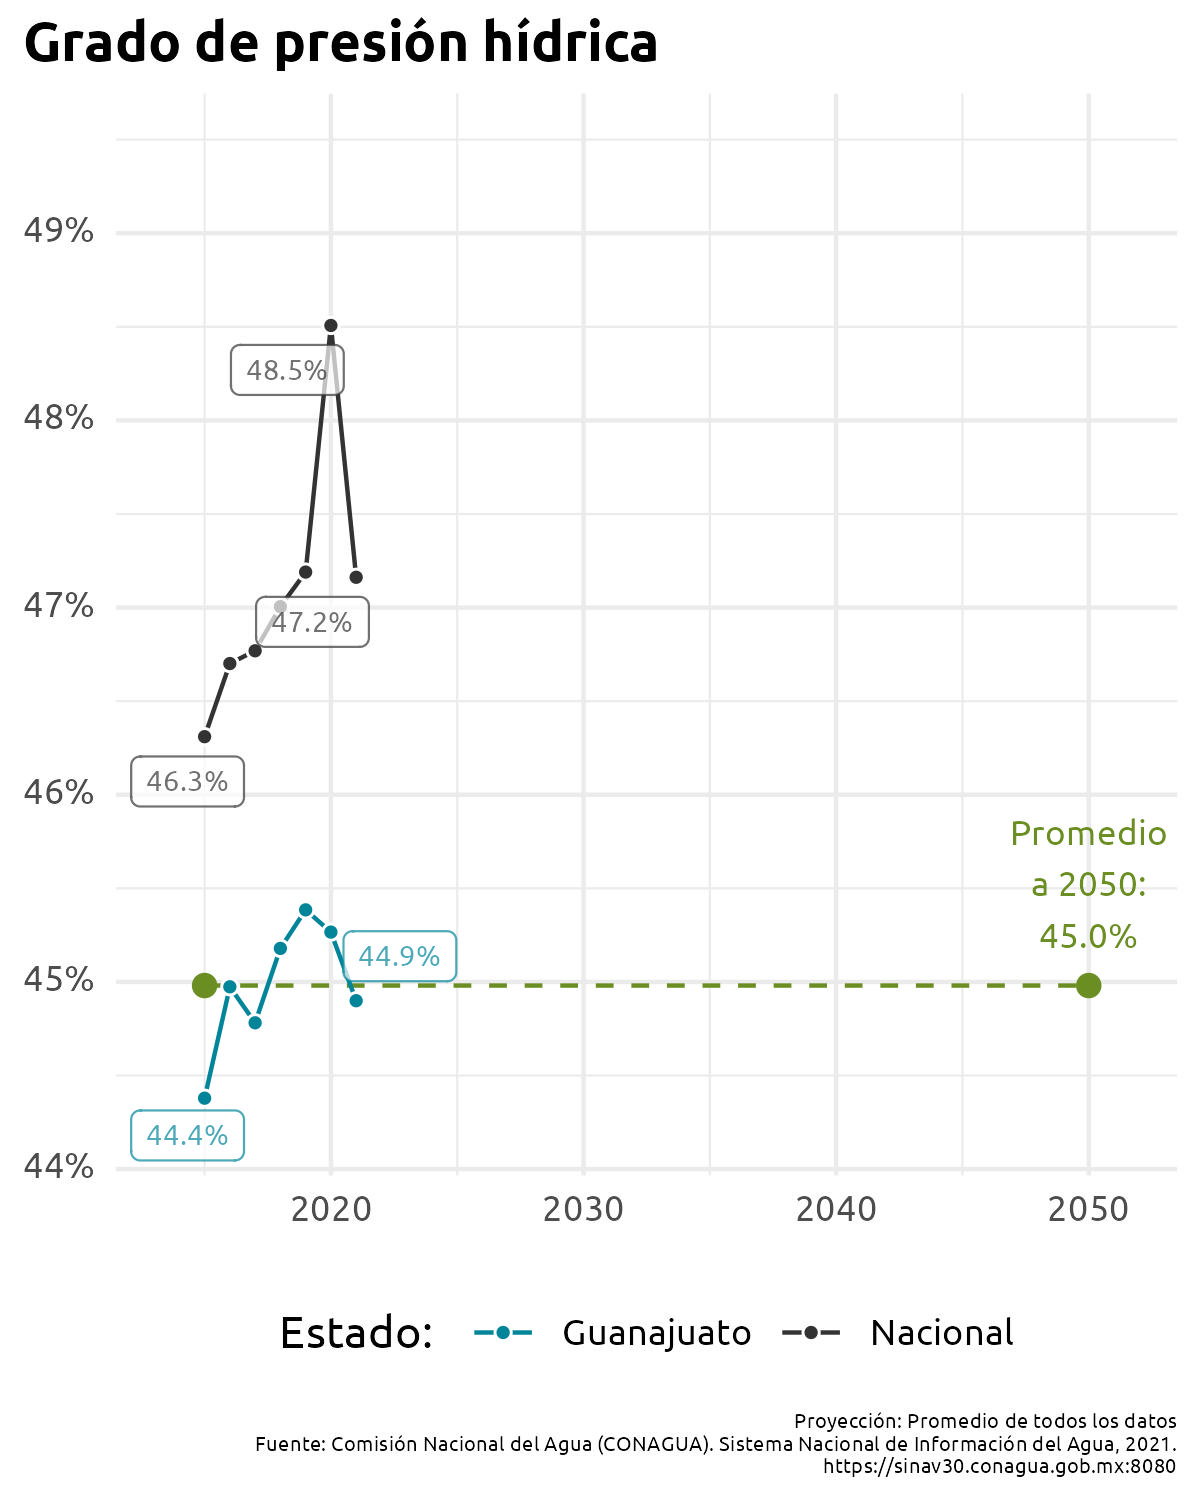 Grado de presión hídrica
49%
48%
47%
46%
45%
44%
48.5%
47.2%
46.3%
Promedio
a 2050:
45.0%
44.9%
44.4%
2020 2030 2040 2050
Estado: Guanajuato Nacional
Proyección: Promedio de todos los datos
Fuente: Comisión Nacional del Agua (CONAGUA). Sistema Nacional de Información del Agua, 2021.
https://sinav30.conagua.gob.mx:8080